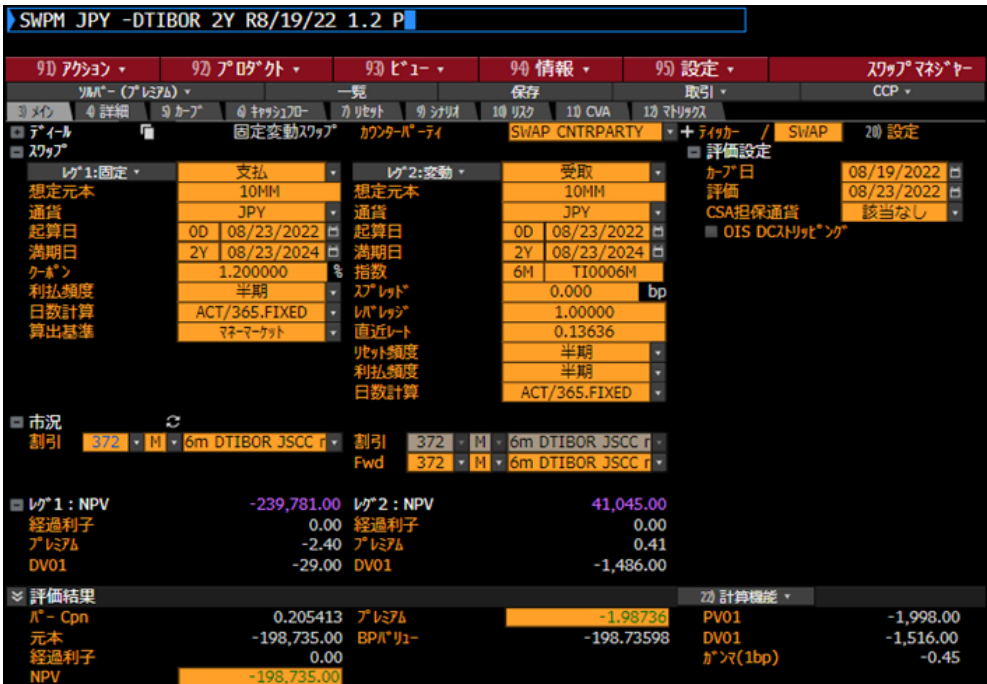 SWPM JPY -DTIBOR 2Y R8/19/22 1.2 P
91) アクション 92) プロダクト 93) ビュー 94) 情報 95) 設定 スワップマネジャー
ソルバー (プレミアム) 一覧 保存 取引 CCP
3) メイン 4) 詳細 5) カーブ 6) キャッシュフロー 7) リセット 9) シナリオ 10) リスク 11) CVA 12) マトリックス
ディール 固定変動スワップ カウンターパーティ SWAP CNTRPARTY ティッカー / SWAP 20) 設定
スワップ 評価設定
レグ1:固定 支払 レグ2:変動 受取 カーブ日 08/19/2022
想定元本 10MM 想定元本 10MM 評価 08/23/2022
通貨 JPY 通貨 JPY CSA担保通貨 該当なし
起算日 0D 08/23/2022 起算日 0D 08/23/2022 OIS DCストリッピング
満期日 2Y 08/23/2024 満期日 2Y 08/23/2024
クーポン 1.200000 % 指数 6M TI0006M
利払頻度 半期 スプレッド 0.000 bp
日数計算 ACT/365.FIXED レバレッジ 1.00000
算出基準 マネーマーケット 直近レート 0.13636
リセット頻度 半期
利払頻度 半期
日数計算 ACT/365.FIXED
市況
割引 372 M 6m DTIBOR JSCC r 割引 372 M 6m DTIBOR JSCC r
Fwd 372 M 6m DTIBOR JSCC r
レグ1 : NPV -239,781.00 レグ2 : NPV 41,045.00
経過利子 0.00 経過利子 0.00
プレミアム -2.40 プレミアム 0.41
DV01 -29.00 DV01 -1,486.00
評価結果 22) 計算機能
パー Cpn 0.205413 プレミアム -1.98736 PV01 -1,998.00
元本 -198,735.00 BPバリュー -198.73598 DV01 -1,516.00
経過利子 0.00 ガンマ(1bp) -0.45
NPV -198,735.00